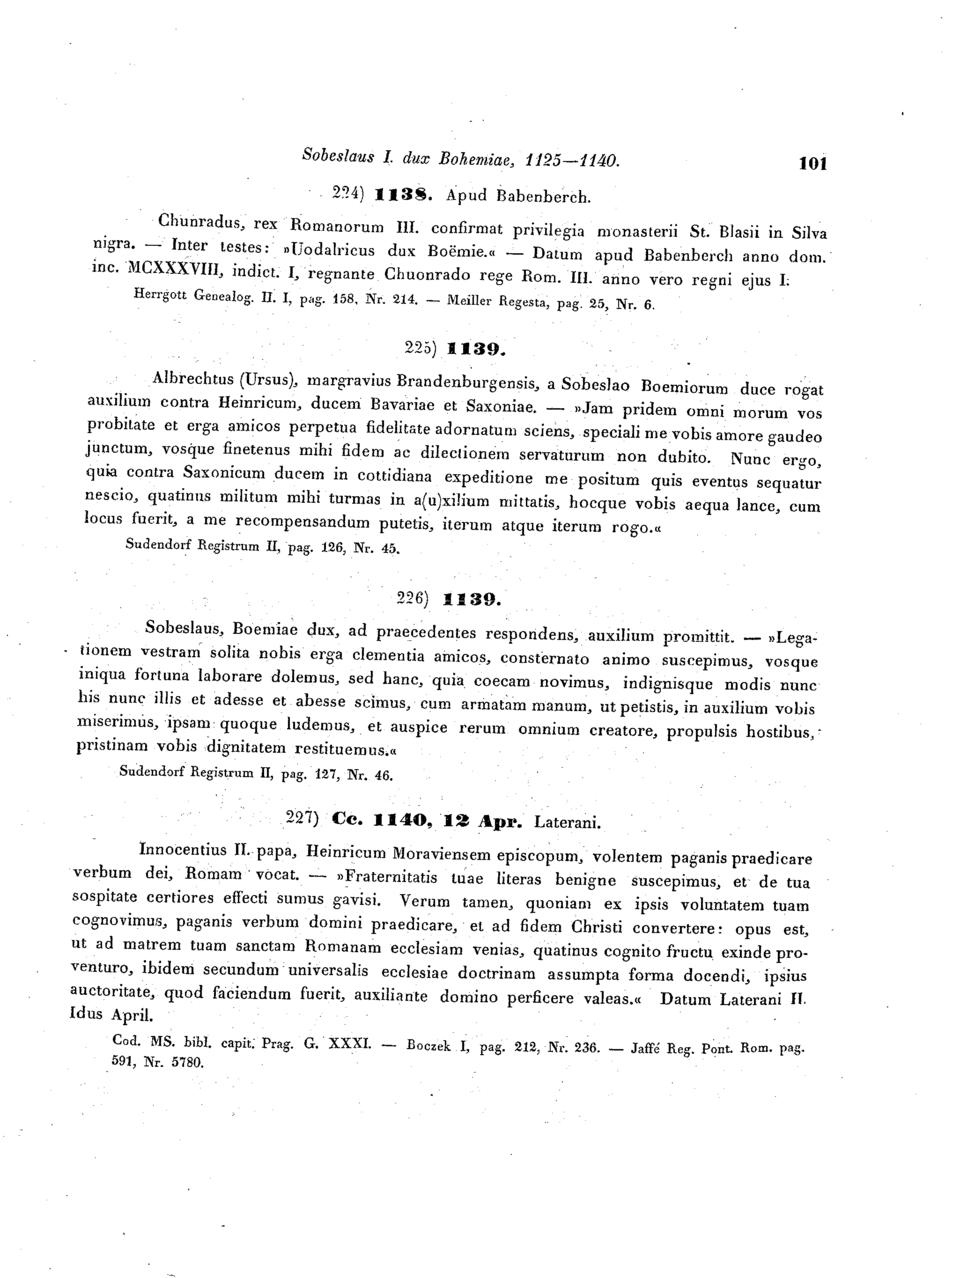 Sobeslaus I. dux Bohemiae, 1125—1140. 101
224) 1138. Apud Babenberch.
Chunradus, rex Romanorum III. confirmat privilegia monasterii St. Blasii in Silva
nigra. — Inter testes: »Uodalricus dux Boëmie.« — Datum apud Babenberch anno dom.
inc. MCXXXVIII, indict. I, regnante Chuonrado rege Rom. III. anno vero regni ejus I.
Herrgott Genealog. II. I, pag. 158, Nr. 214. — Meiller Regesta, pag. 25, Nr. 6.
225) 1139.
Albrechtus (Ursus), margravius Brandenburgensis, a Sobeslao Boemiorum duce rogat
auxilium contra Heinricum, ducem Bavariae et Saxoniae. — »Jam pridem omni morum vos
probitate et erga amicos perpetua fidelitate adornatum sciens, speciali me vobis amore gaudeo
junctum, vosque finetenus mihi fidem ac dilectionem servaturum non dubito. Nunc ergo,
quia contra Saxonicum ducem in cottidiana expeditione me positum quis eventus sequatur
nescio, quatinus militum mihi turmas in a(u)xilium mittatis, hocque vobis aequa lance, cum
locus fuerit, a me recompensandum putetis, iterum atque iterum rogo.«
Sudendorf Registrum II, pag. 126, Nr. 45.
226) 1139.
Sobeslaus, Boemiae dux, ad praecedentes respondens, auxilium promittit. — »Lega-
tionem vestram solita nobis erga clementia amicos, consternato animo suscepimus, vosque
iniqua fortuna laborare dolemus, sed hanc, quia coecam novimus, indignisque modis nunc
his nunc illis et adesse et abesse scimus, cum armatam manum, ut petistis, in auxilium vobis
miserimus, ipsam quoque ludemus, et auspice rerum omnium creatore, propulsis hostibus,
pristinam vobis dignitatem restituemus.«
Sudendorf Registrum II, pag. 127, Nr. 46.
227) Cc. 1140, 12 Apr. Laterani.
Innocentius II. papa, Heinricum Moraviensem episcopum, volentem paganis praedicare
verbum dei, Romam vocat. — »Fraternitatis tuae literas benigne suscepimus, et de tua
sospitate certiores effecti sumus gavisi. Verum tamen, quoniam ex ipsis voluntatem tuam
cognovimus, paganis verbum domini praedicare, et ad fidem Christi convertere: opus est,
ut ad matrem tuam sanctam Romanam ecclesiam venias, quatinus cognito fructu exinde pro-
venturo, ibidem secundum universalis ecclesiae doctrinam assumpta forma docendi, ipsius
auctoritate, quod faciendum fuerit, auxiliante domino perficere valeas.« Datum Laterani II.
Idus April.
Cod. MS. bibl. capit. Prag. G. XXXI. — Boczek I, pag. 212, Nr. 236. — Jaffé Reg. Pont. Rom. pag.
591, Nr. 5780.